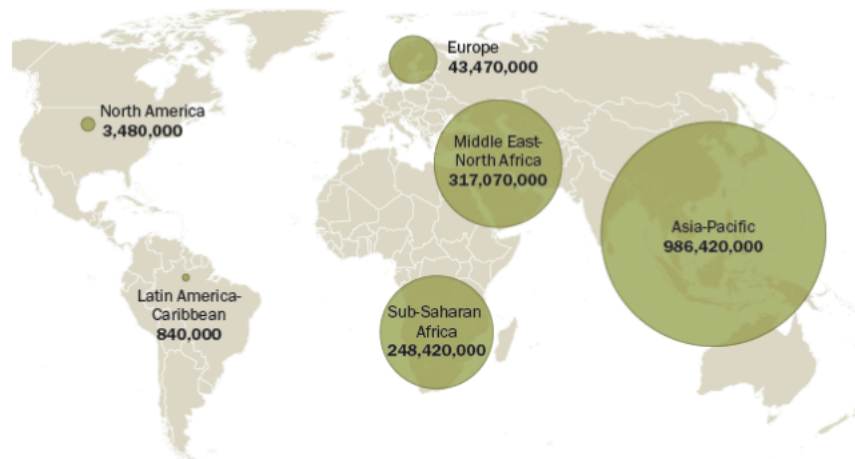 Europe
43,470,000
North America
3,480,000
Middle East-
North Africa
317,070,000
Asia-Pacific
986,420,000
Latin America-
Caribbean
840,000
Sub-Saharan
Africa
248,420,000